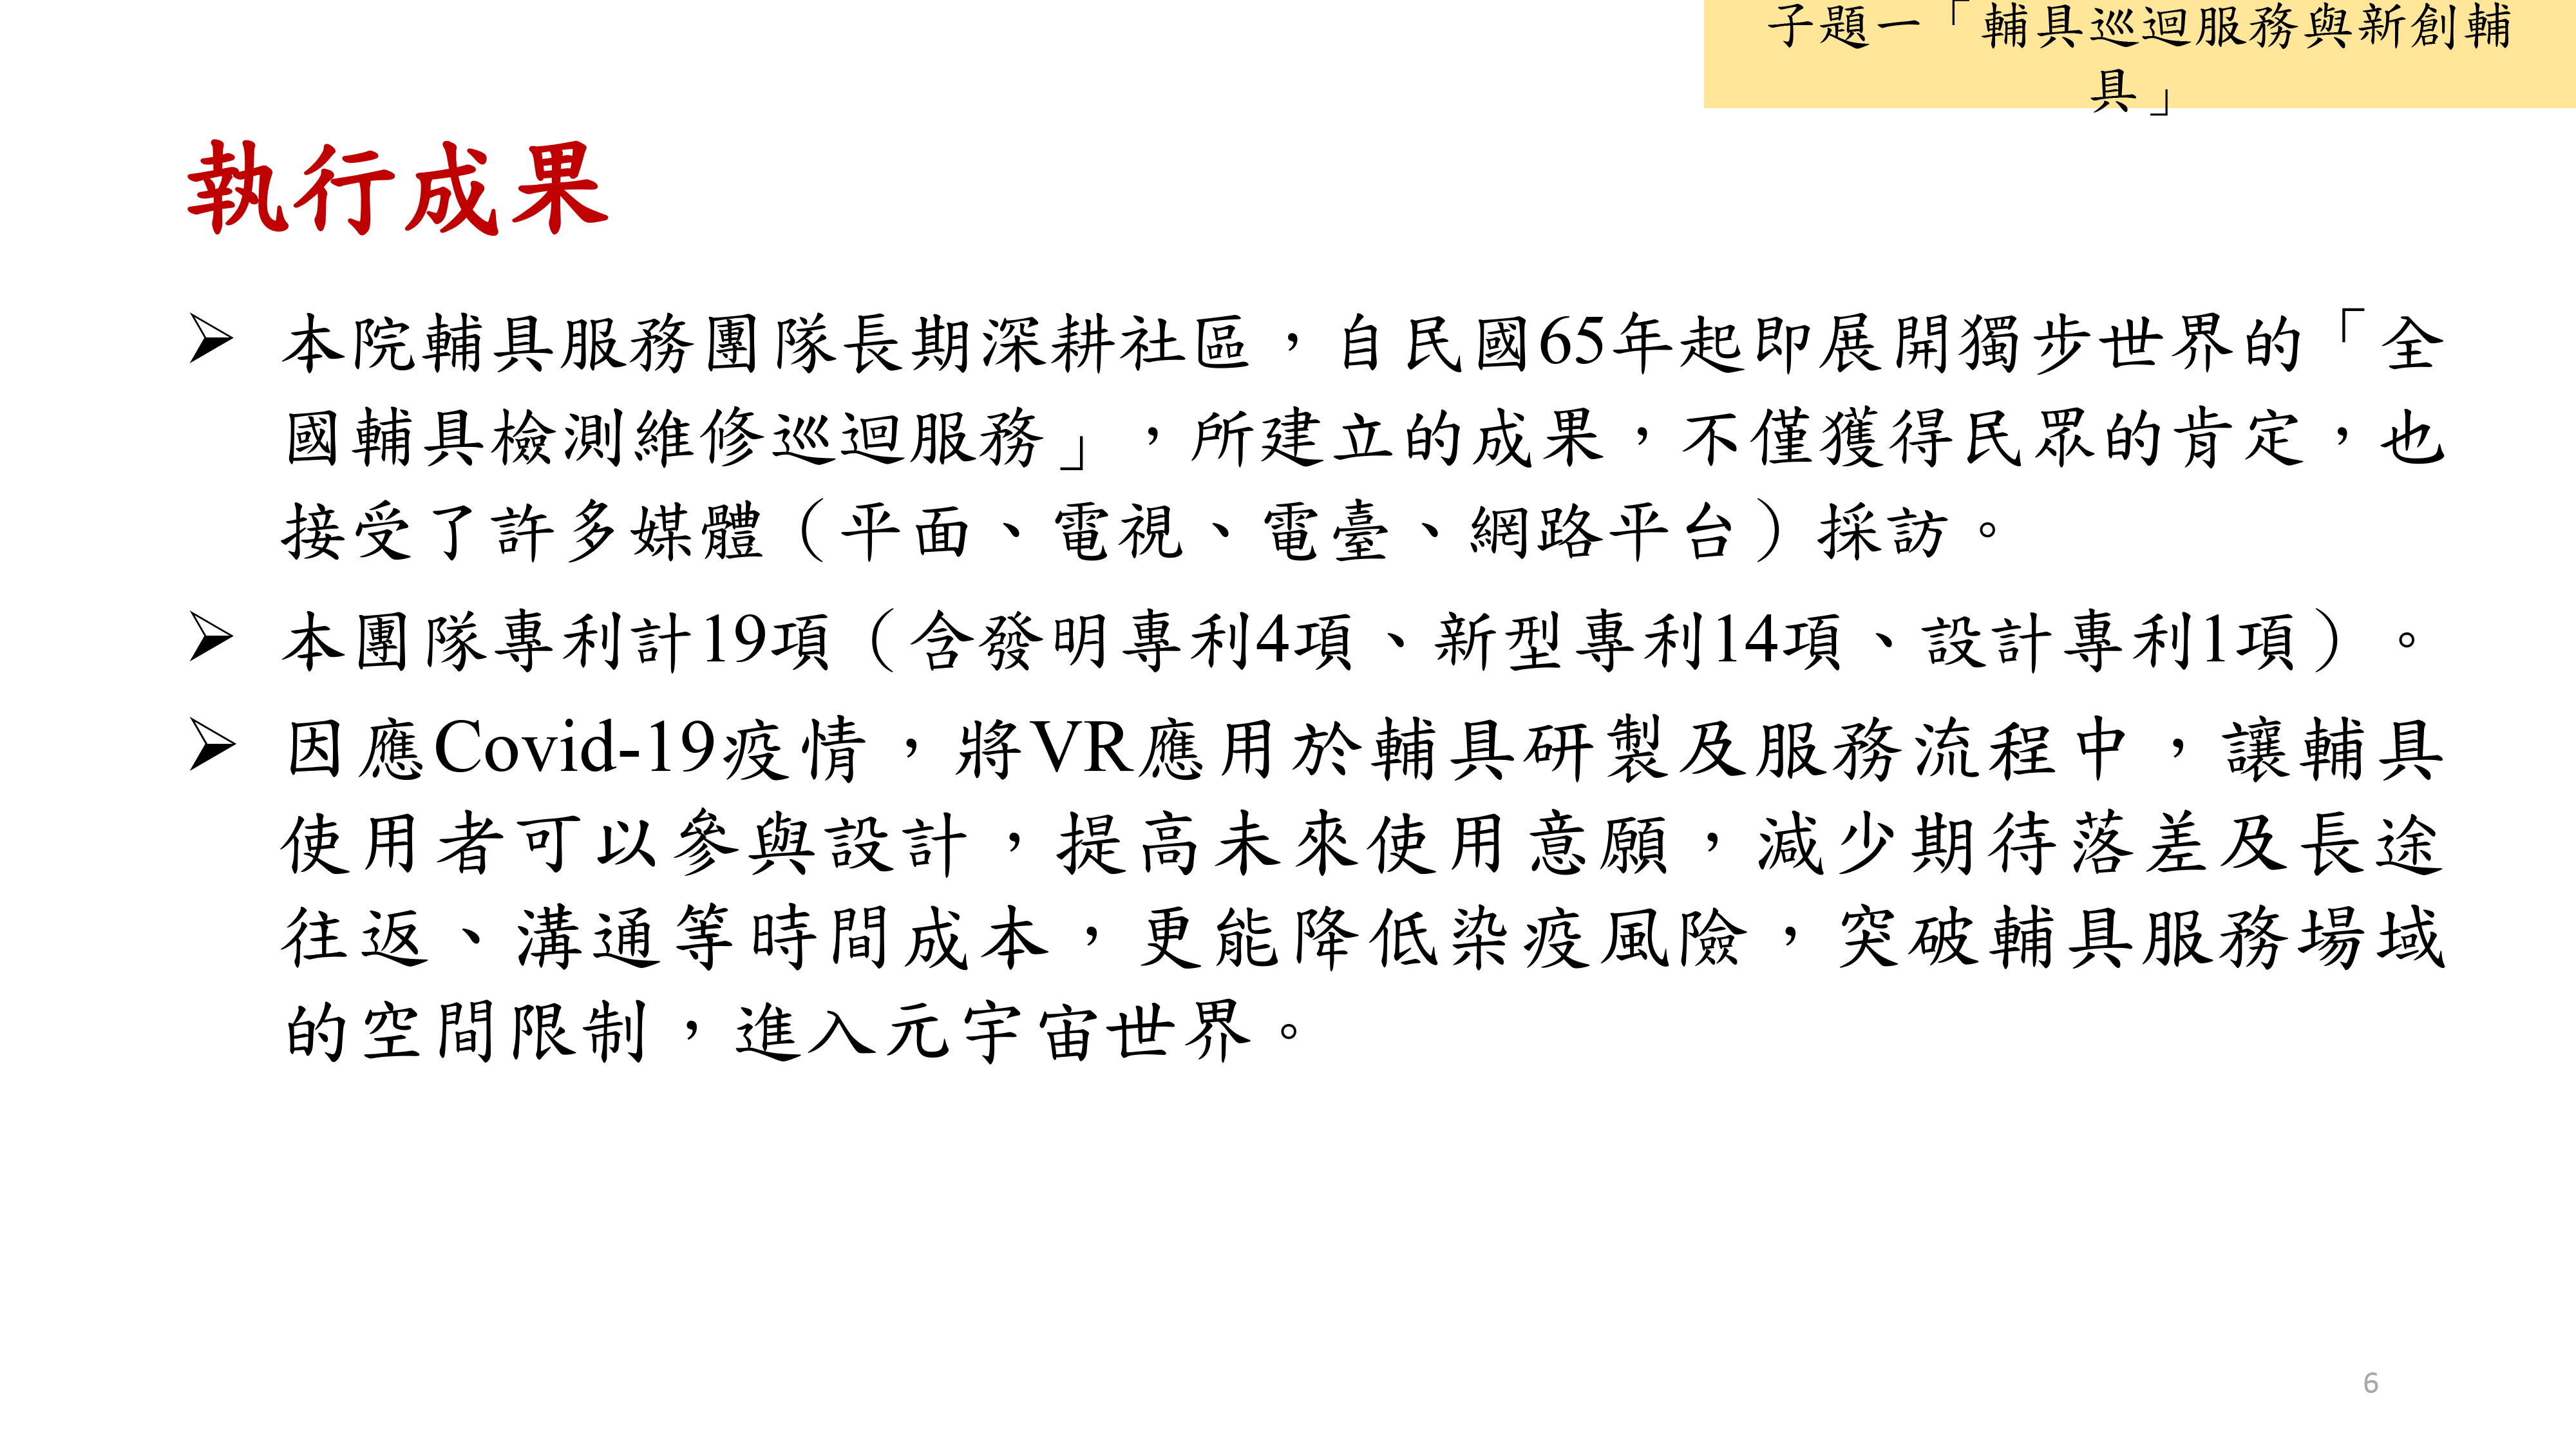 子題一「輔具巡迴服務與新創輔
具」
執行成果
➢ 本院輔具服務團隊長期深耕社區，自民國65年起即展開獨步世界的「全
國輔具檢測維修巡迴服務」，所建立的成果，不僅獲得民眾的肯定，也
接受了許多媒體（平面、電視、電臺、網路平台）採訪。
➢ 本團隊專利計19項（含發明專利4項、新型專利14項、設計專利1項）。
➢ 因應Covid-19疫情，將VR應用於輔具研製及服務流程中，讓輔具
使用者可以參與設計，提高未來使用意願，減少期待落差及長途
往返、溝通等時間成本，更能降低染疫風險，突破輔具服務場域
的空間限制，進入元宇宙世界。
6